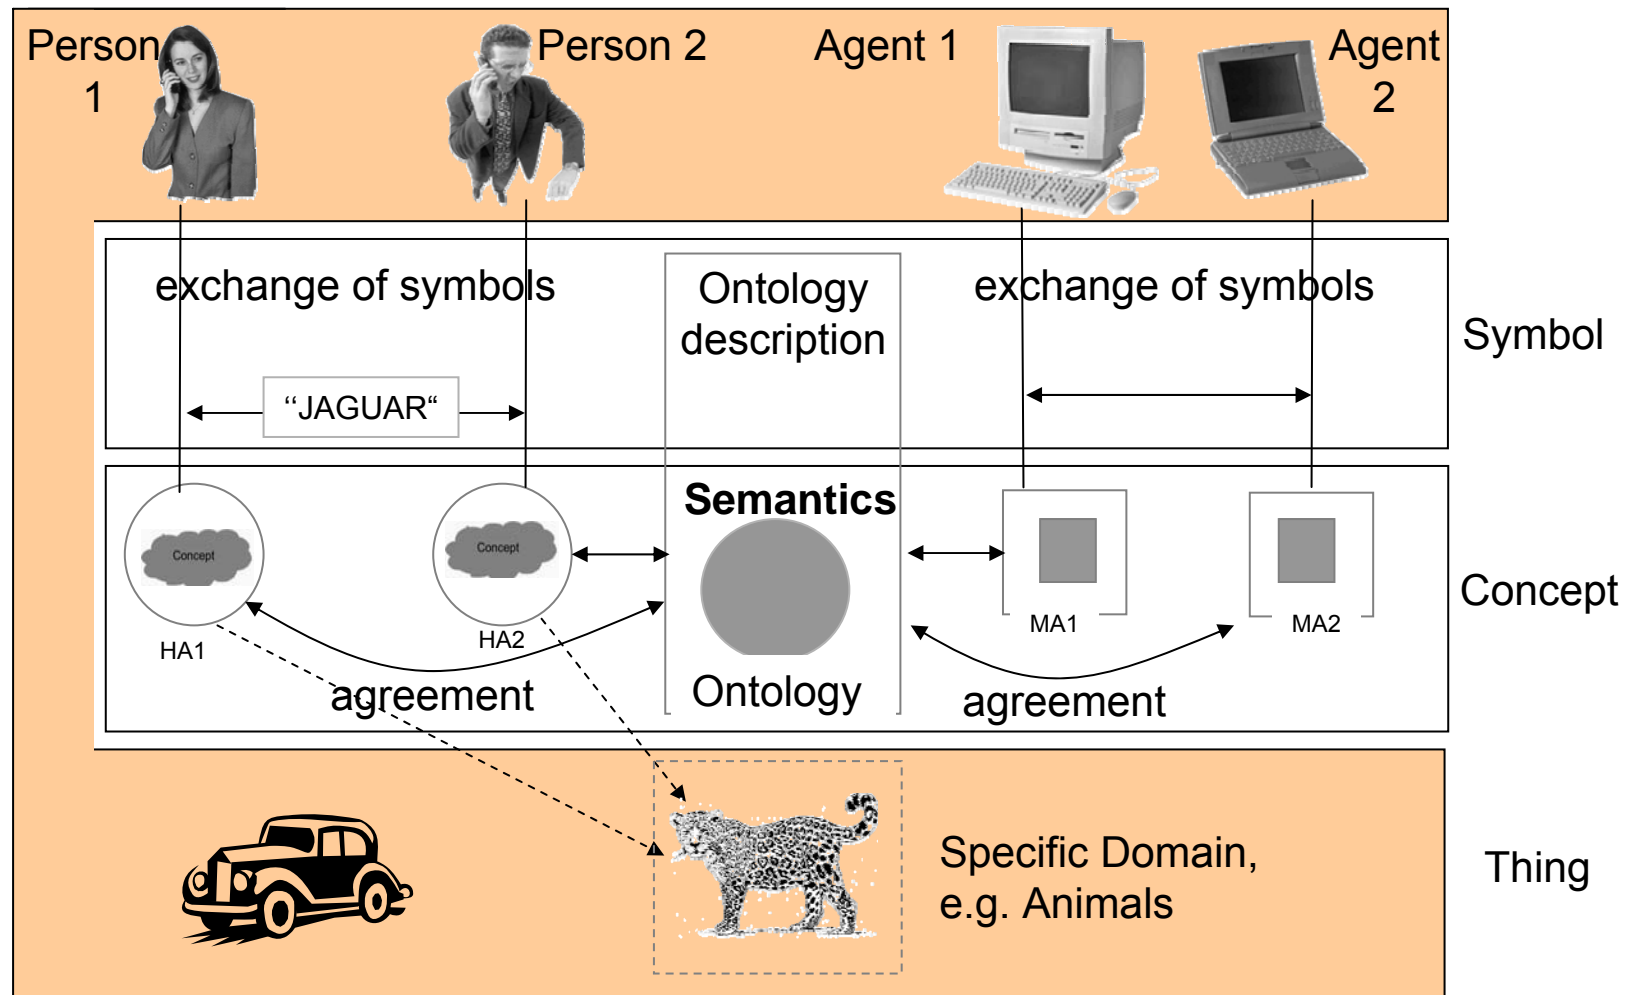 Person
1
Person 2
Agent 1
Agent
2
exchange of symbols
Ontology
description
exchange of symbols
Symbol
“JAGUAR“
Semantics
Concept
Concept
Concept
HA1
HA2
MA1
MA2
agreement
Ontology
agreement
Specific Domain,
e.g. Animals
Thing